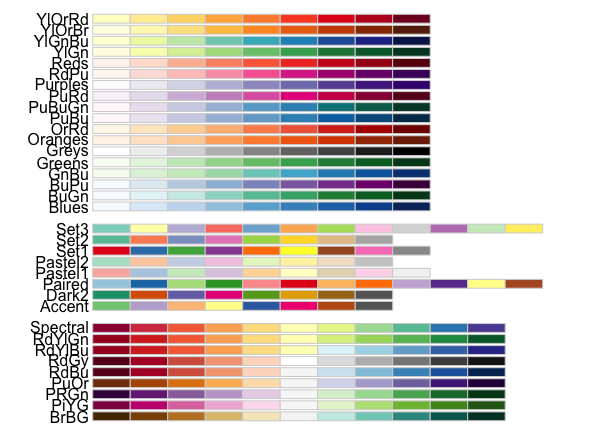 YlOrRd
YlOrBr
YlGnBu
YlGn
Reds
RdPu
Purples
PuRd
PuBuGn
PuBu
OrRd
Oranges
Greys
Greens
GnBu
BuPu
BuGn
Blues
Set3
Set2
Set1
Pastel2
Pastel1
Paired
Dark2
Accent
Spectral
RdYlGn
RdYlBu
RdGy
RdBu
PuOr
PRGn
PiYG
BrBG